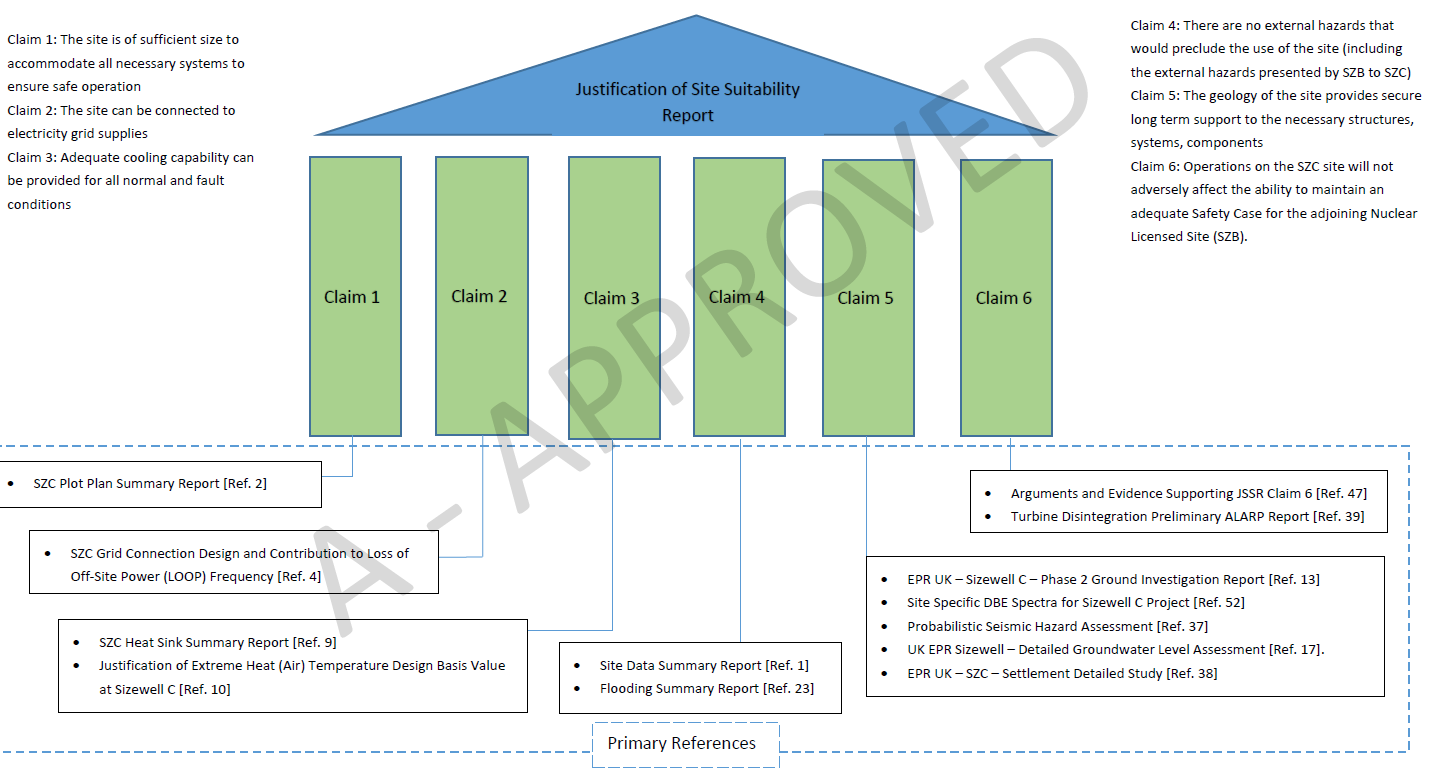 Claim 1: The site is of sufficient size to
accommodate all necessary systems to
ensure safe operation
Claim 2: The site can be connected to
electricity grid supplies
Claim 3: Adequate cooling capability can
be provided for all normal and fault
conditions
Justification of Site Suitability
Report
Claim 4: There are no external hazards that
would preclude the use of the site (including
the external hazards presented by SZB to SZC)
Claim 5: The geology of the site provides secure
long term support to the necessary structures,
systems, components
Claim 6: Operations on the SZC site will not
adversely affect the ability to maintain an
adequate Safety Case for the adjoining Nuclear
Licensed Site (SZB).
Claim 1
Claim 2
Claim 3
Claim 4
Claim 5
Claim 6
A - APPROVED
• SZC Plot Plan Summary Report [Ref. 2]
• SZC Grid Connection Design and Contribution to Loss of
Off-Site Power (LOOP) Frequency [Ref. 4]
• SZC Heat Sink Summary Report [Ref. 9]
• Justification of Extreme Heat (Air) Temperature Design Basis Value
at Sizewell C [Ref. 10]
• Site Data Summary Report [Ref. 1]
• Flooding Summary Report [Ref. 23]
• EPR UK – Sizewell C – Phase 2 Ground Investigation Report [Ref. 13]
• Site Specific DBE Spectra for Sizewell C Project [Ref. 52]
• Probabilistic Seismic Hazard Assessment [Ref. 37]
• UK EPR Sizewell – Detailed Groundwater Level Assessment [Ref. 17].
• EPR UK – SZC – Settlement Detailed Study [Ref. 38]
• Arguments and Evidence Supporting JSSR Claim 6 [Ref. 47]
• Turbine Disintegration Preliminary ALARP Report [Ref. 39]
Primary References